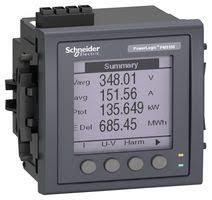 Schneider
Electric
PowerLogic PM5100
Summary
Vavg 348.01 V
Iavg 151.56 A
Ptot 135.649 kW
E Del 685.45 MWh
I U-V Harm